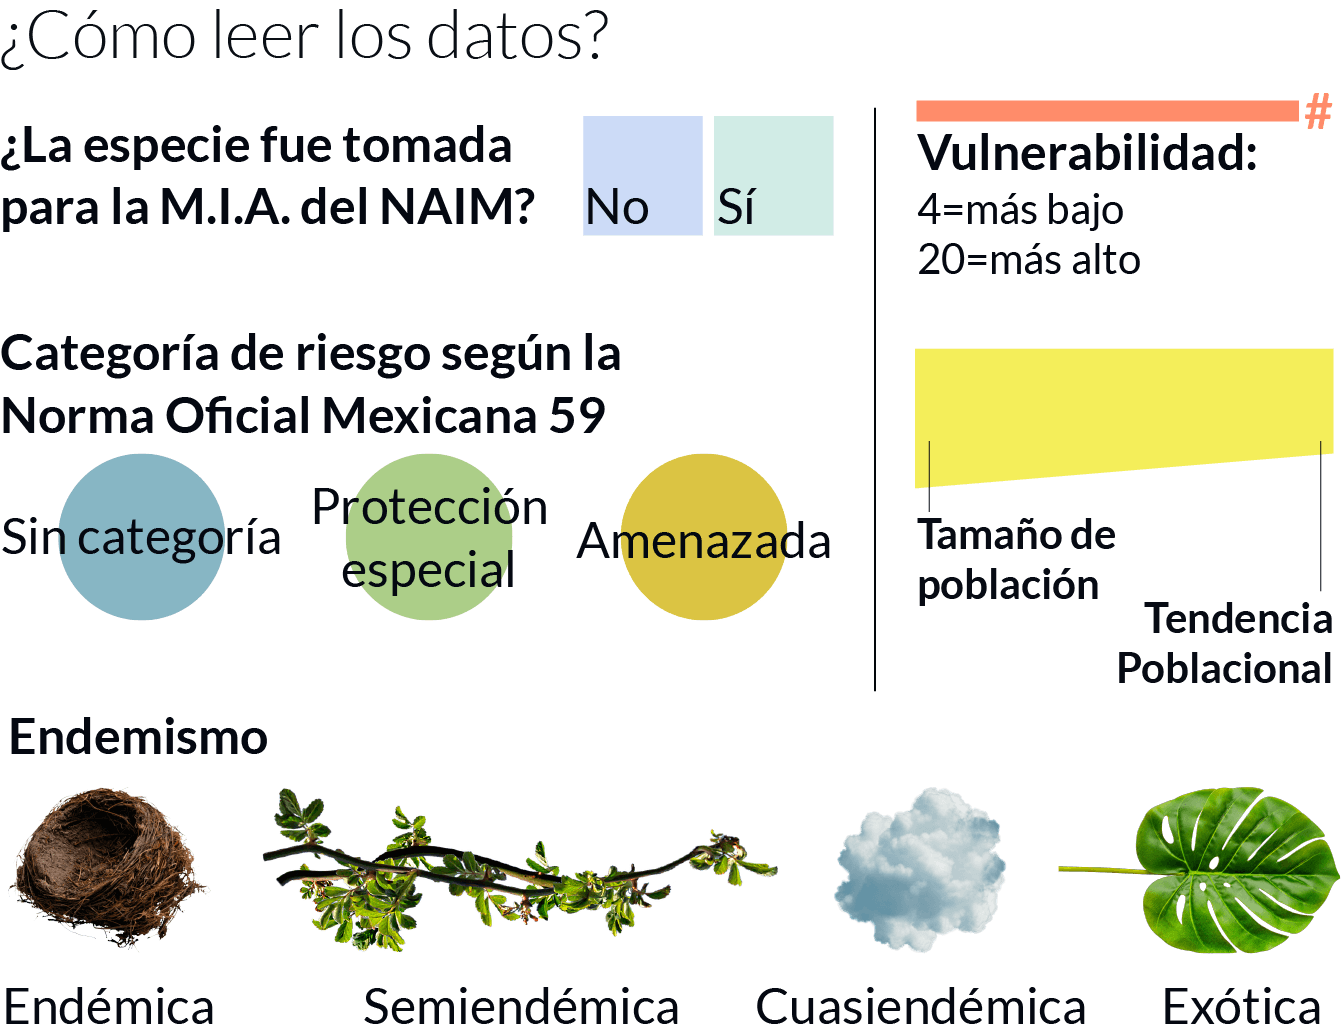 ¿Cómo leer los datos?
¿La especie fue tomada
para la M.I.A. del NAIM?
No
Sí
Categoría de riesgo según la
Norma Oficial Mexicana 59
Sin categoría
Protección
especial
Amenazada
#
Vulnerabilidad:
4=más bajo
20=más alto
Tamaño de
población
Tendencia
Poblacional
Endemismo
Endémica
Semiendémica
Cuasiendémica
Exótica